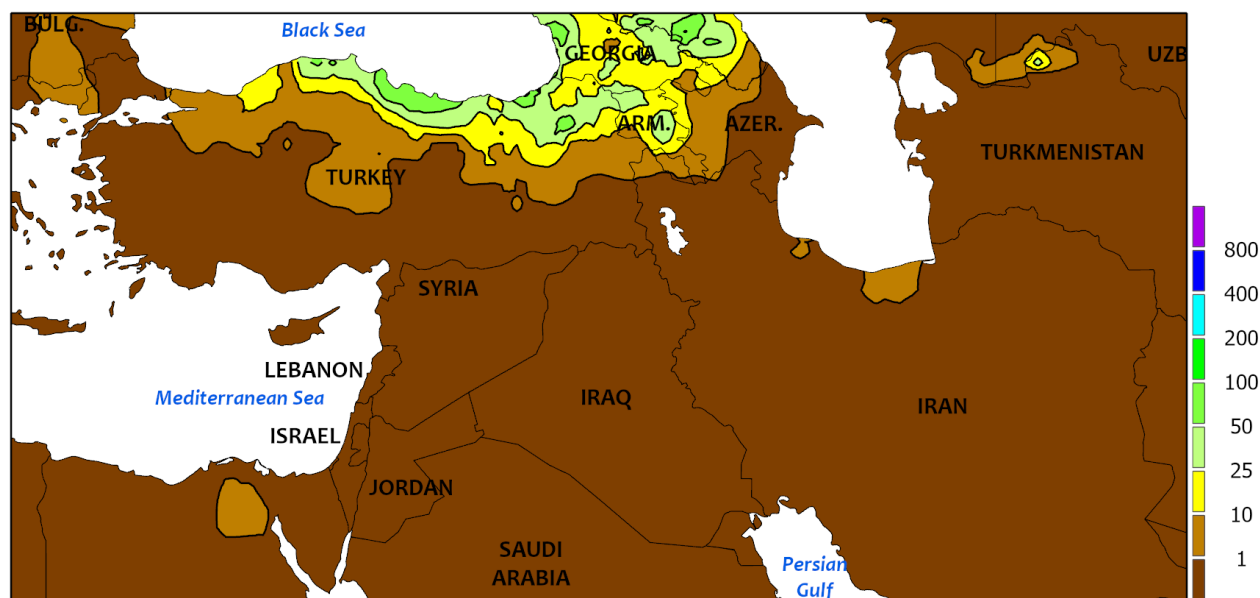 BULG.
Black Sea
GEORGIA
UZB
ARM.
AZER.
TURKMENISTAN
TURKEY
SYRIA
LEBANON
Mediterranean Sea
IRAQ
IRAN
ISRAEL
JORDAN
SAUDI
ARABIA
Persian
Gulf
800
400
200
100
50
25
10
1